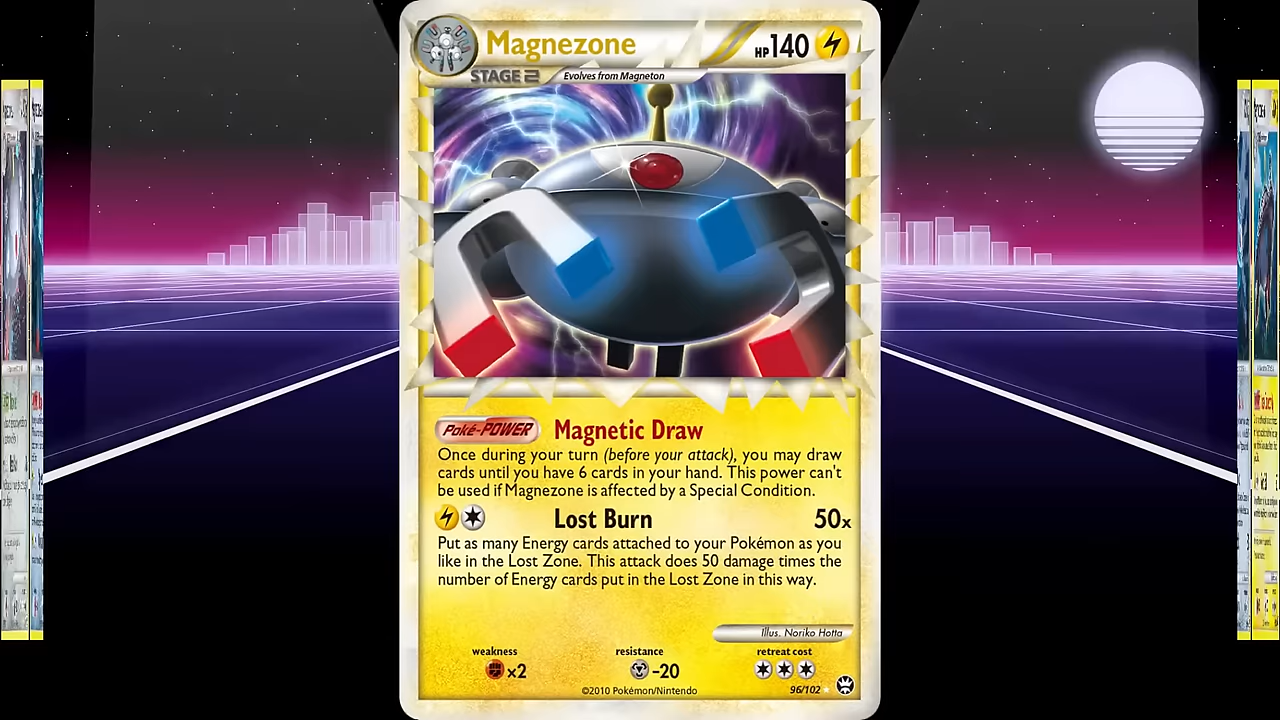 Magnezone
HP 140
STAGE 2
Evolves from Magneton
Poké-POWER Magnetic Draw
Once during your turn (before your attack), you may draw
cards until you have 6 cards in your hand. This power can't
be used if Magnezone is affected by a Special Condition.
Lost Burn 50x
Put as many Energy cards attached to your Pokémon as you
like in the Lost Zone. This attack does 50 damage times the
number of Energy cards put in the Lost Zone in this way.
Illus. Noriko Hotta
weakness resistance retreat cost
x2 -20
©2010 Pokémon/Nintendo 96/102